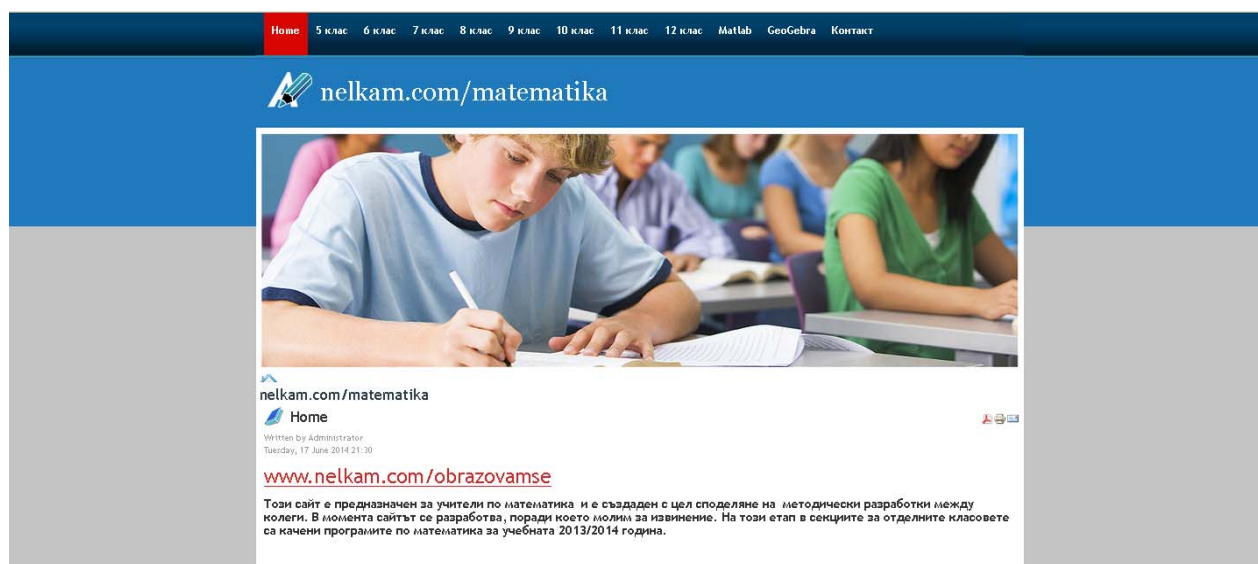 Home 5 клас 6 клас 7 клас 8 клас 9 клас 10 клас 11 клас 12 клас Matlab GeoGebra Контакт
nelkam.com/matematika
nelkam.com/matematika
Home
Written by Administrator
Tuesday, 17 June 2014 21:30
www.nelkam.com/obrazovamse
Този сайт е предназначен за учители по математика и е създаден с цел споделяне на методически разработки между
колеги. В момента сайтът се разработва, поради което молим за извинение. На този етап в секциите за отделните класовете
са качени програмите по математика за учебната 2013/2014 година.